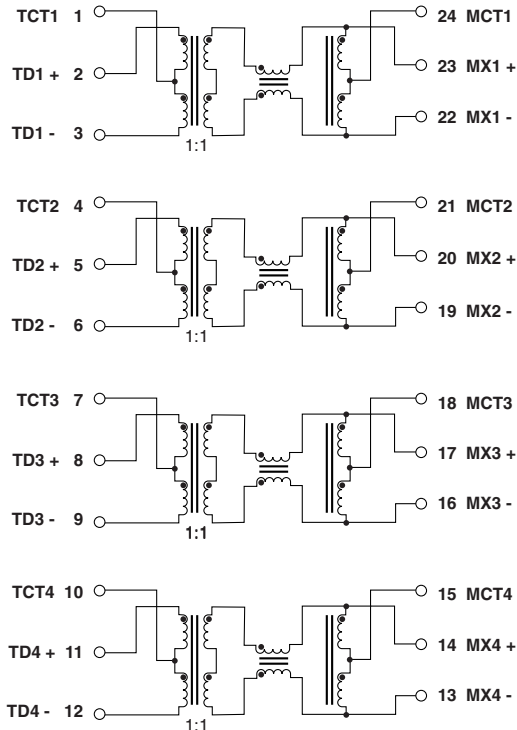 TCT1 1
24 MCT1
TD1 + 2
23 MX1 +
TD1 - 3
22 MX1 -
1:1
TCT2 4
21 MCT2
TD2 + 5
20 MX2 +
TD2 - 6
19 MX2 -
1:1
TCT3 7
18 MCT3
TD3 + 8
17 MX3 +
TD3 - 9
16 MX3 -
1:1
TCT4 10
15 MCT4
TD4 + 11
14 MX4 +
TD4 - 12
13 MX4 -
1:1